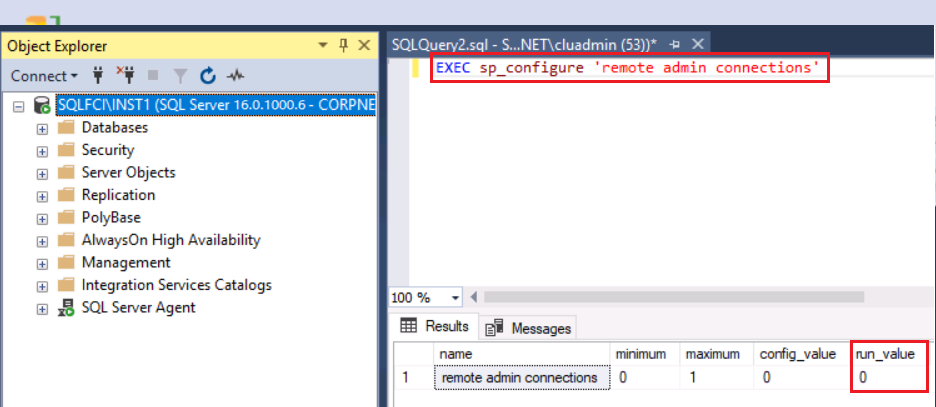 Object Explorer
Connect
SQLFCI\INST1 (SQL Server 16.0.1000.6 - CORPNE
Databases
Security
Server Objects
Replication
PolyBase
AlwaysOn High Availability
Management
Integration Services Catalogs
SQL Server Agent
SQLQuery2.sql - S...NET\cluadmin (53))*
EXEC sp_configure 'remote admin connections'
100 %
Results Messages
name minimum maximum config_value run_value
1 remote admin connections 0 1 0 0